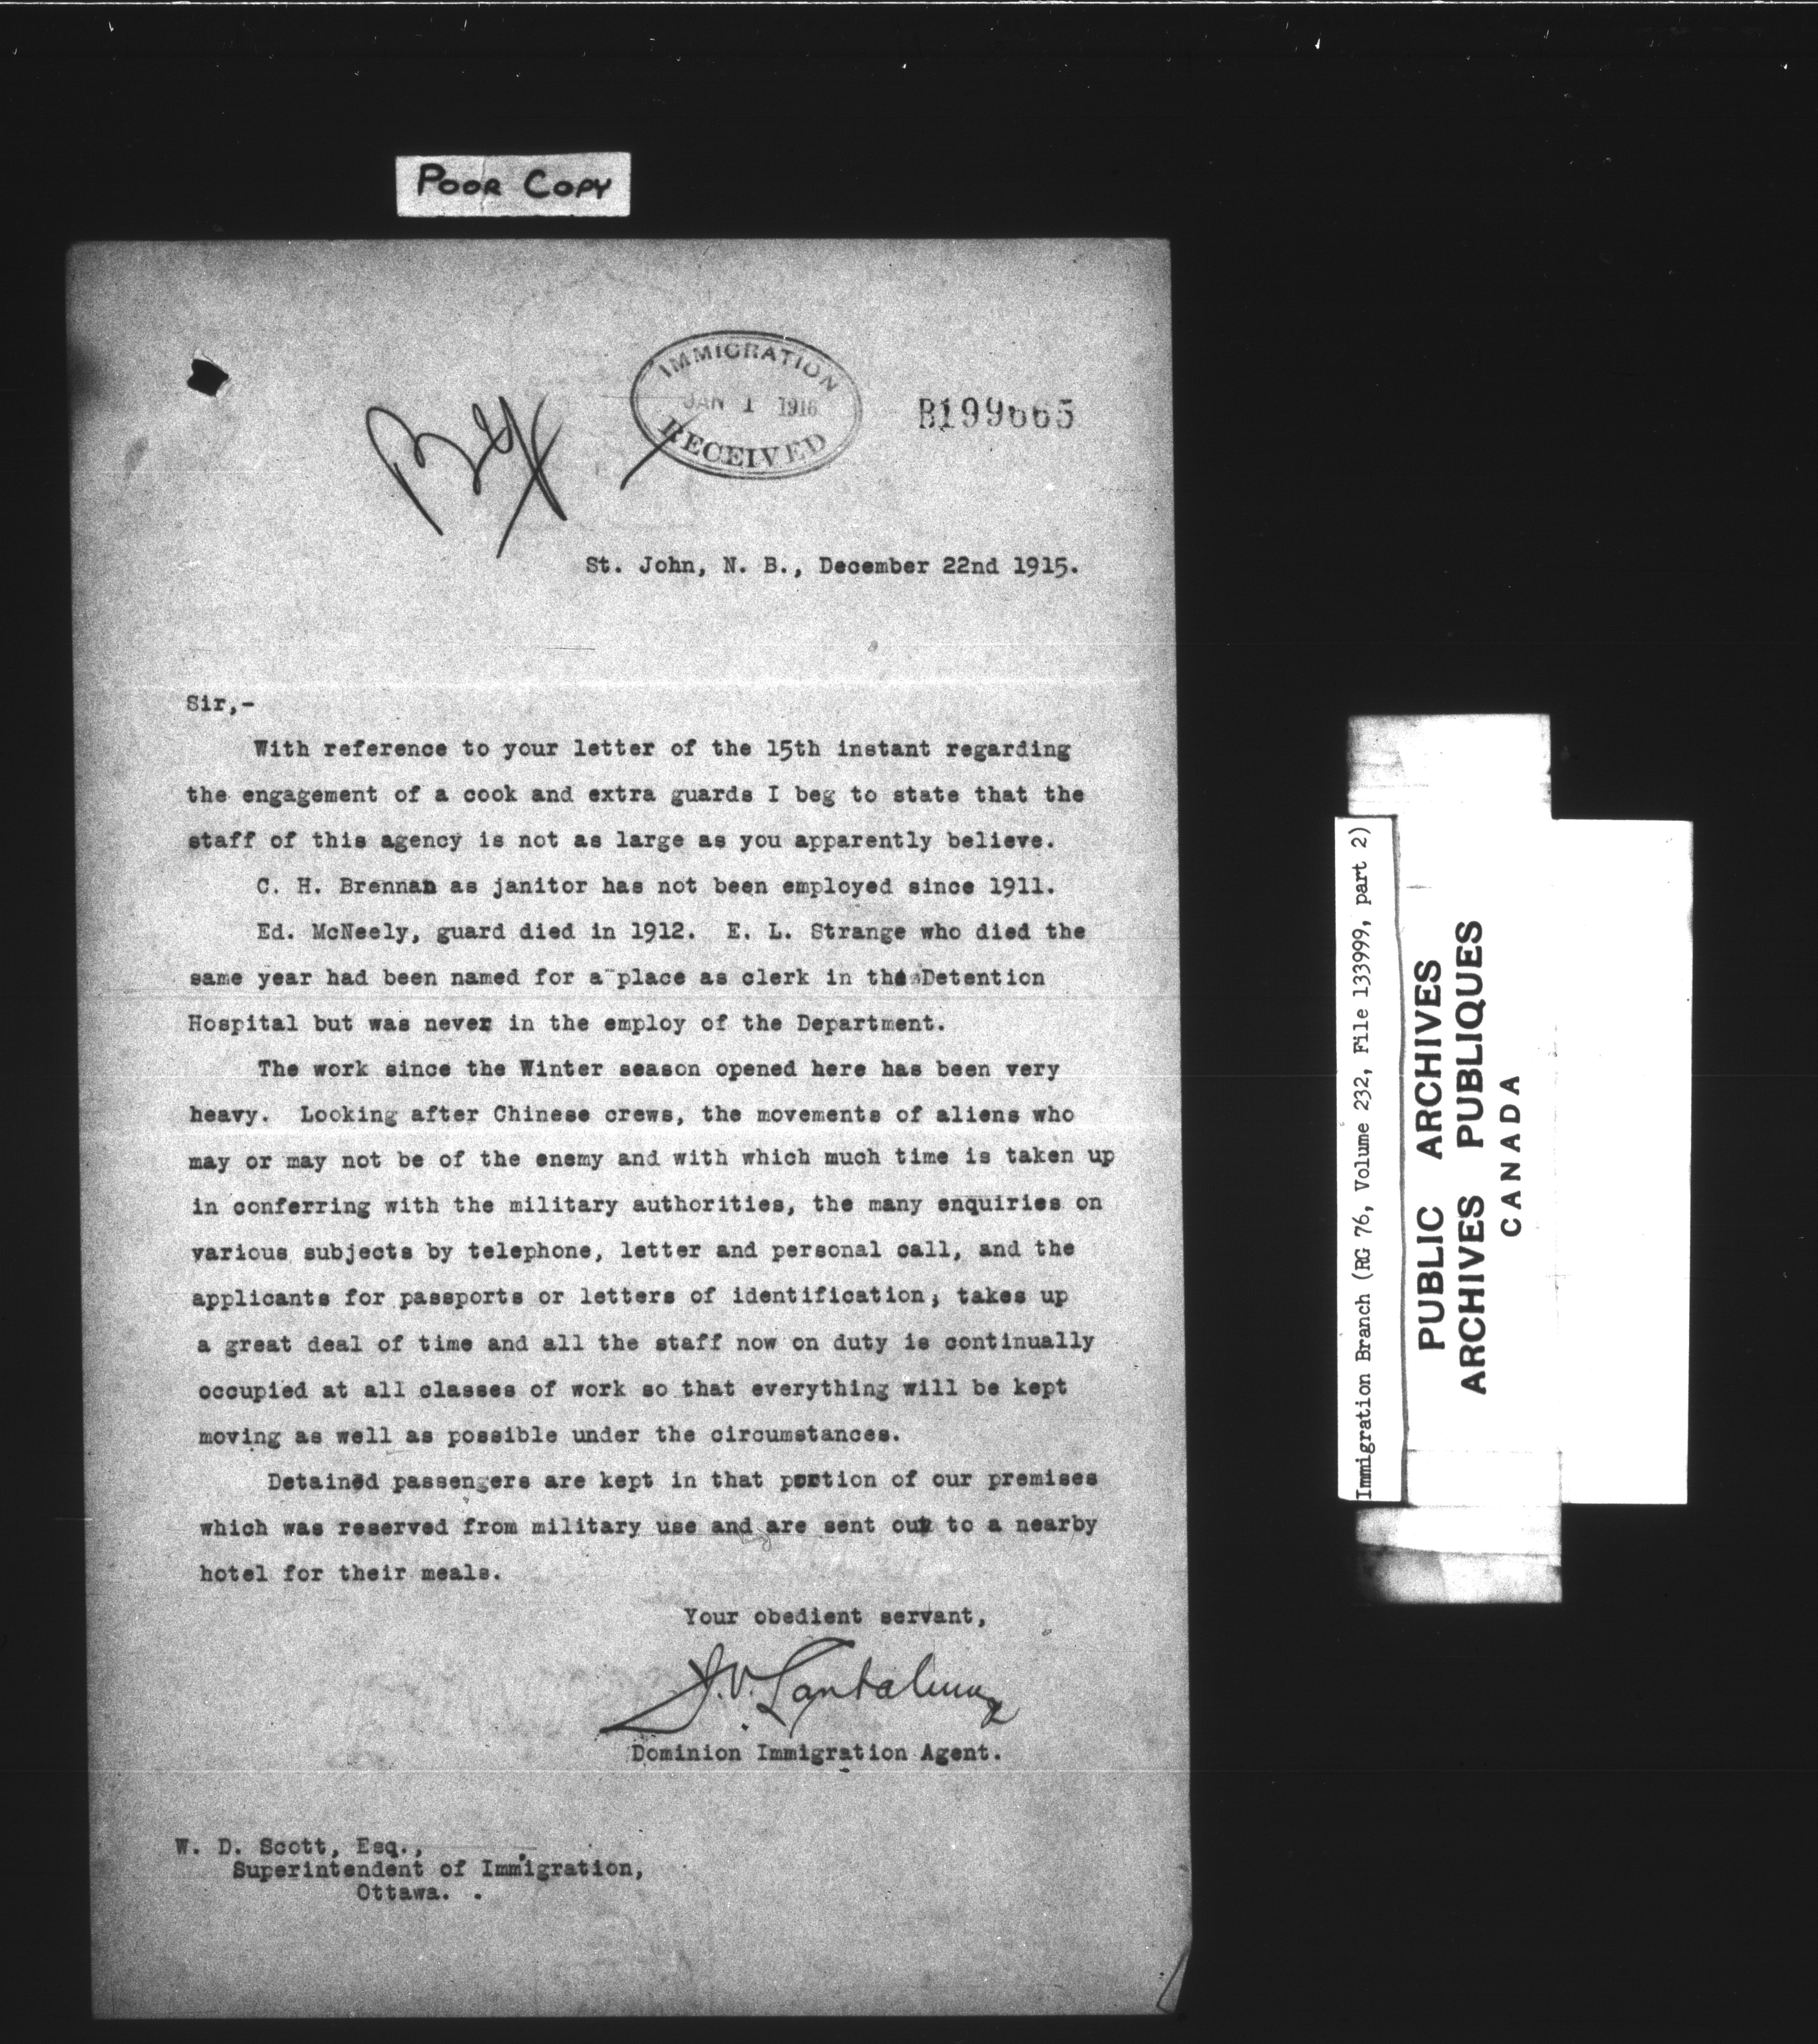 POOR COPY
IMMIGRATION
JAN 1 1916
RECEIVED
B199665
St. John, N. B., December 22nd 1915.
Sir,-
With reference to your letter of the 15th instant regarding
the engagement of a cook and extra guards I beg to state that the
staff of this agency is not as large as you apparently believe.
C. H. Brennan as janitor has not been employed since 1911.
Ed. McNeely, guard died in 1912. E. L. Strange who died the
same year had been named for a place as clerk in the Detention
Hospital but was never in the employ of the Department.
The work since the Winter season opened here has been very
heavy. Looking after Chinese crews, the movements of aliens who
may or may not be of the enemy and with which much time is taken up
in conferring with the military authorities, the many enquiries on
various subjects by telephone, letter and personal call, and the
applicants for passports or letters of identification, takes up
a great deal of time and all the staff now on duty is continually
occupied at all classes of work so that everything will be kept
moving as well as possible under the circumstances.
Detained passengers are kept in that portion of our premises
which was reserved from military use and are sent out to a nearby
hotel for their meals.
Your obedient servant,
Dominion Immigration Agent.
W. D. Scott, Esq.,
Superintendent of Immigration,
Ottawa.
Immigration Branch (RG 76, Volume 232, File 133999, part 2)
PUBLIC ARCHIVES
ARCHIVES PUBLIQUES
CANADA